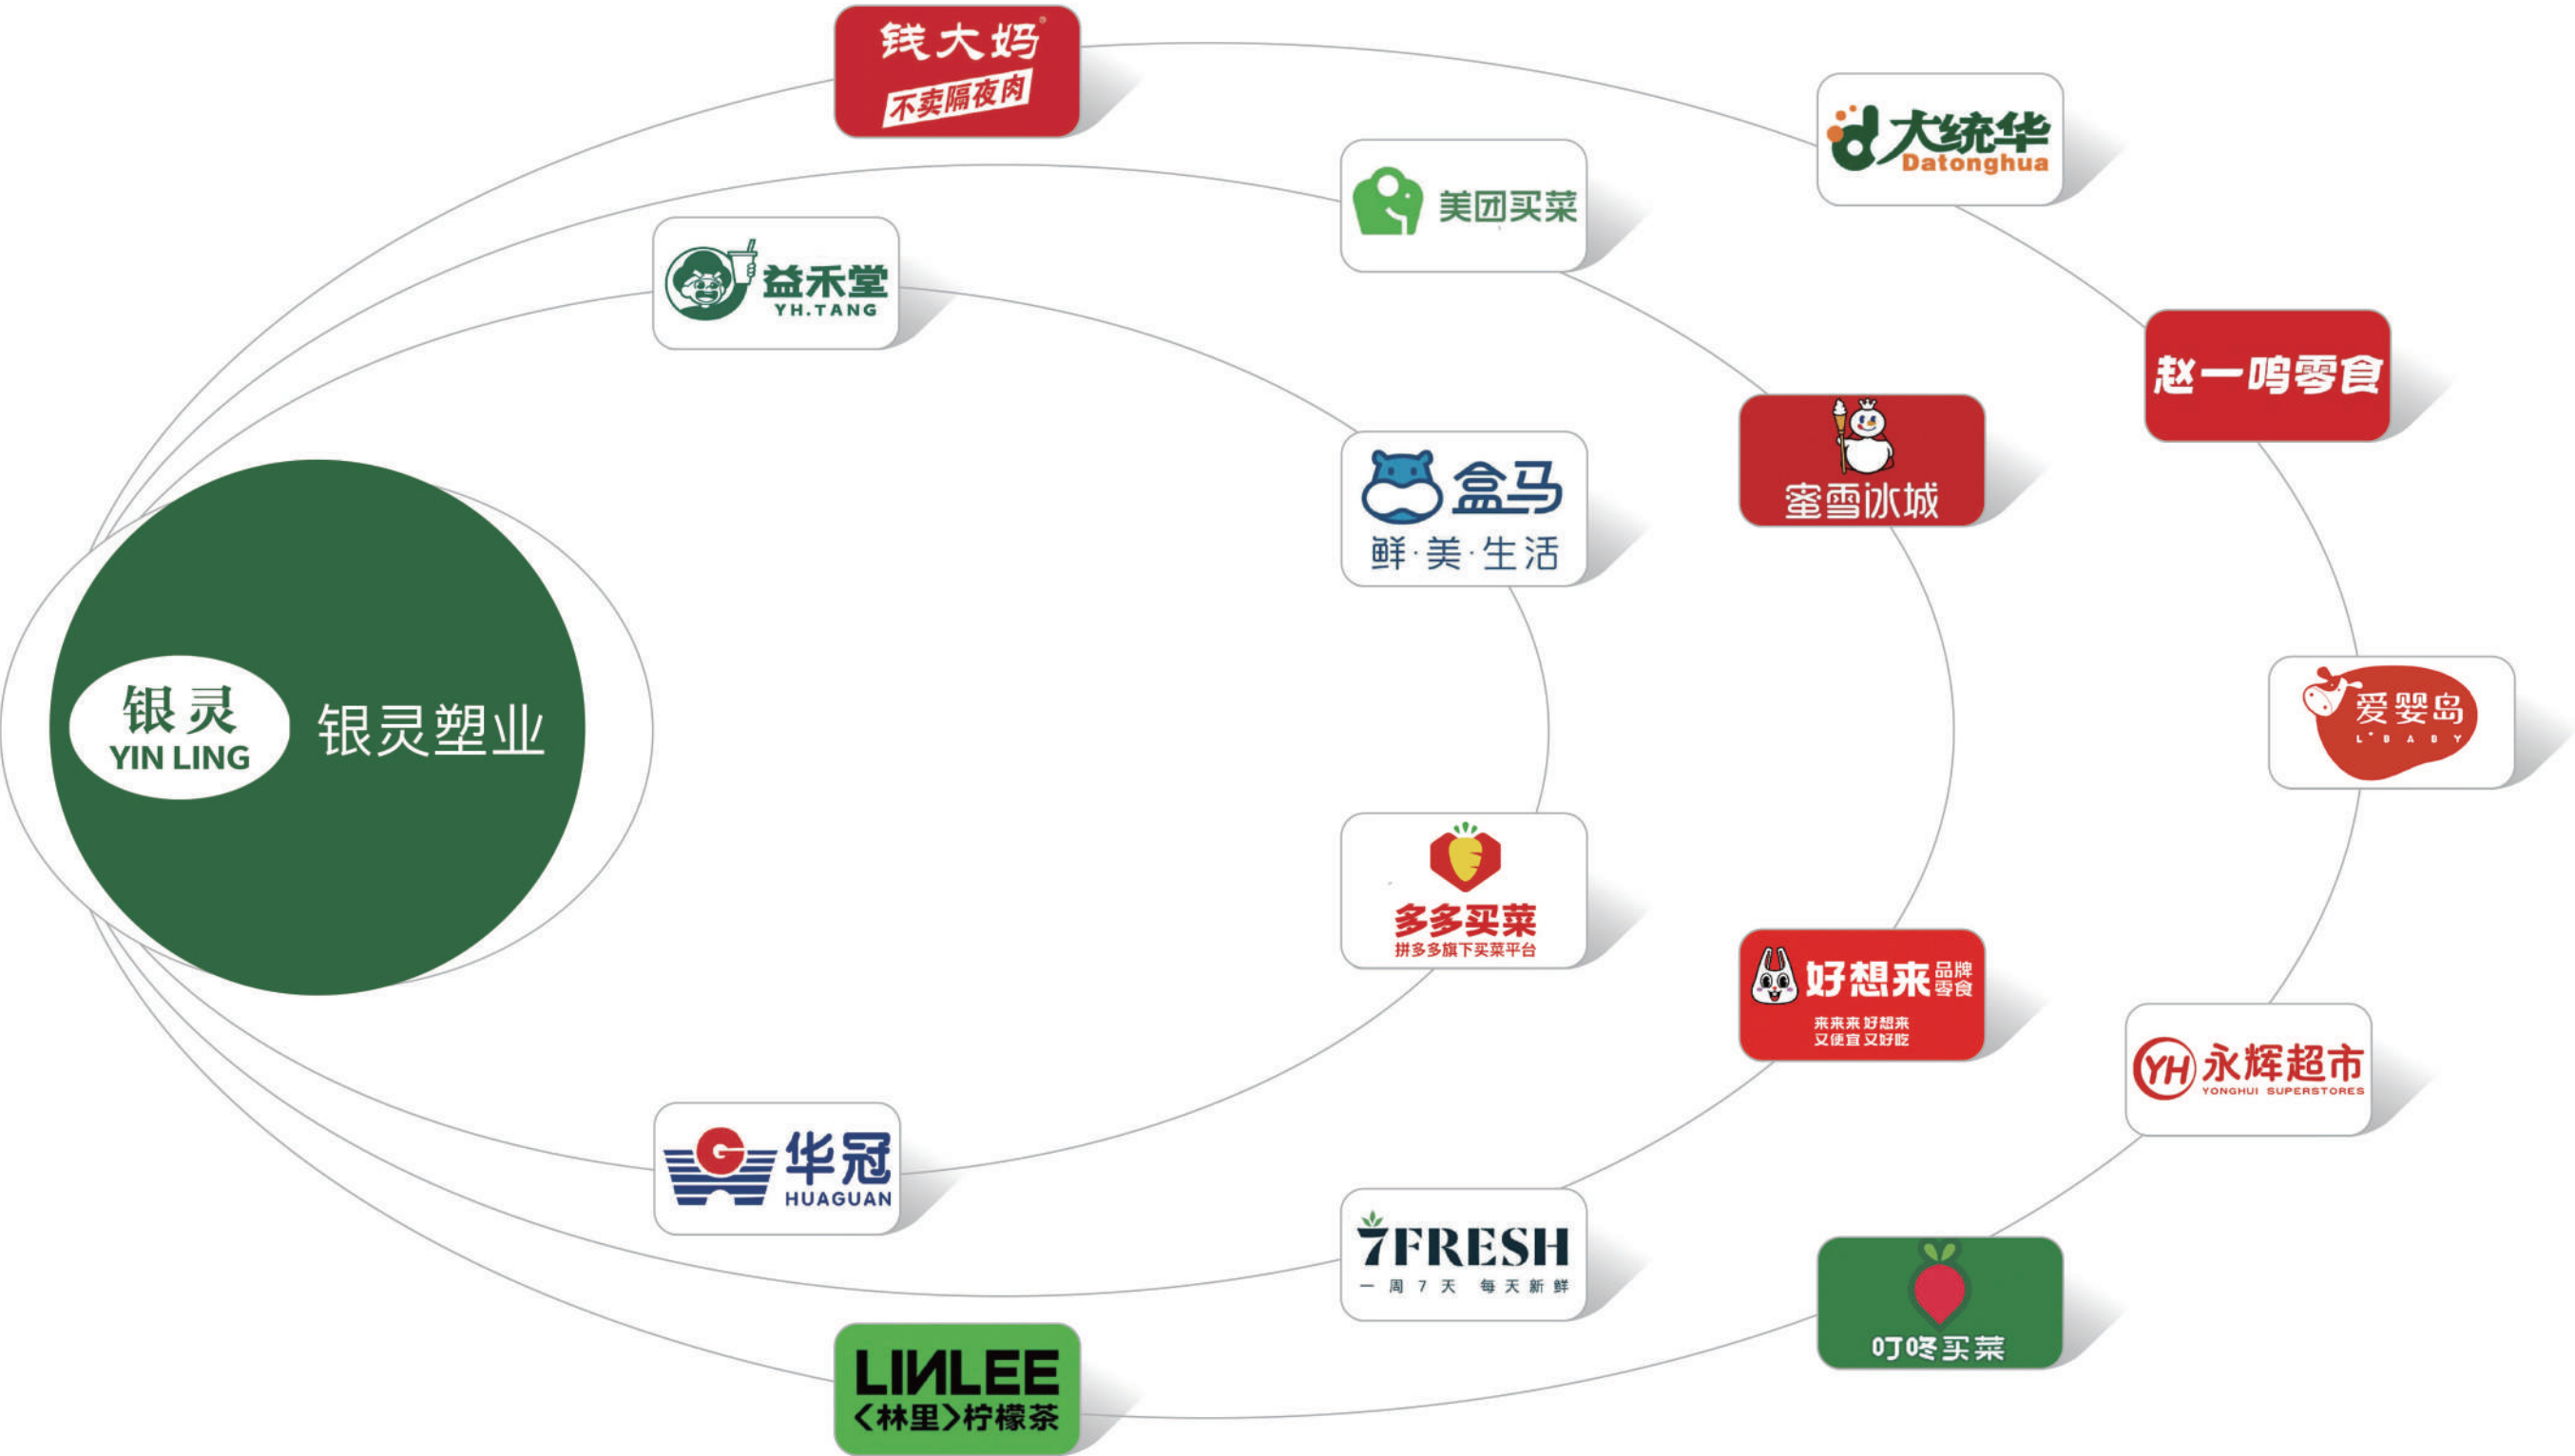 钱大妈®
不卖隔夜肉
大统华
Datonghua
美团买菜
益禾堂
YH.TANG
赵一鸣零食
蜜雪冰城
盒马
鲜·美·生活
银灵
YIN LING
银灵塑业
爱婴岛
L*BABY
多多买菜
拼多多旗下买菜平台
好想来 品牌零食
来来来 好想来
又便宜 又好吃
YH 永辉超市
YONGHUI SUPERSTORES
G 华冠
HUAGUAN
7FRESH
一周7天 每天新鲜
叮咚买菜
LINLEE
<林里>柠檬茶